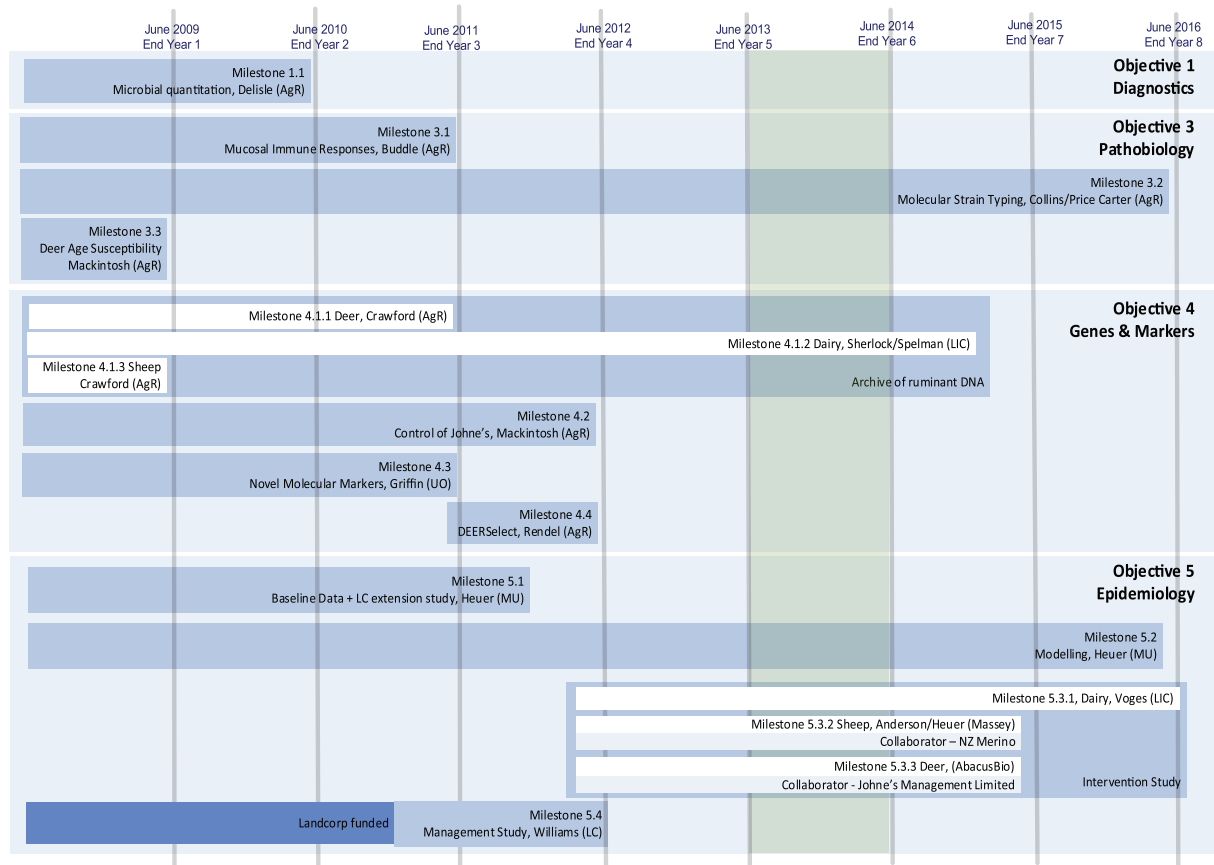 June 2009
End Year 1
June 2010
End Year 2
June 2011
End Year 3
June 2012
End Year 4
June 2013
End Year 5
June 2014
End Year 6
June 2015
End Year 7
June 2016
End Year 8
Objective 1
Diagnostics
Milestone 1.1
Microbial quantitation, Delisle (AgR)
Objective 3
Pathobiology
Milestone 3.1
Mucosal Immune Responses, Buddle (AgR)
Milestone 3.2
Molecular Strain Typing, Collins/Price Carter (AgR)
Milestone 3.3
Deer Age Susceptibility
Mackintosh (AgR)
Objective 4
Genes & Markers
Milestone 4.1.1 Deer, Crawford (AgR)
Milestone 4.1.2 Dairy, Sherlock/Spelman (LIC)
Milestone 4.1.3 Sheep
Crawford (AgR)
Archive of ruminant DNA
Milestone 4.2
Control of Johne's, Mackintosh (AgR)
Milestone 4.3
Novel Molecular Markers, Griffin (UO)
Milestone 4.4
DEERSelect, Rendel (AgR)
Objective 5
Epidemiology
Milestone 5.1
Baseline Data + LC extension study, Heuer (MU)
Milestone 5.2
Modelling, Heuer (MU)
Milestone 5.3.1, Dairy, Voges (LIC)
Milestone 5.3.2 Sheep, Anderson/Heuer (Massey)
Collaborator – NZ Merino
Milestone 5.3.3 Deer, (AbacusBio)
Collaborator - Johne's Management Limited
Intervention Study
Landcorp funded
Milestone 5.4
Management Study, Williams (LC)